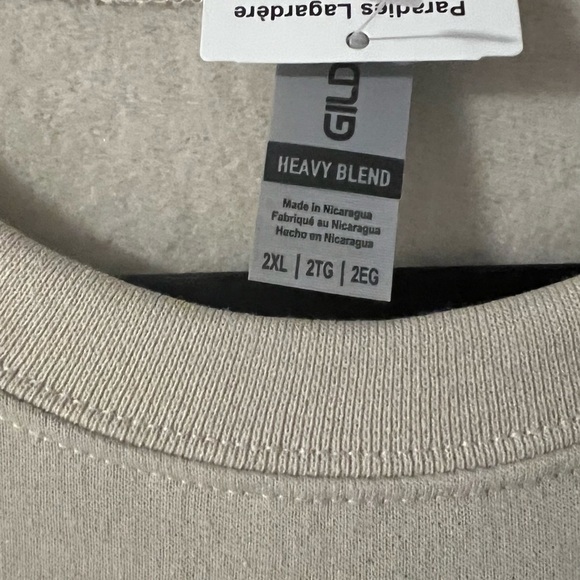 Paradies Lagardère
GILD
HEAVY BLEND
Made in Nicaragua
Fabriqué au Nicaragua
Hecho en Nicaragua
2XL | 2TG | 2EG